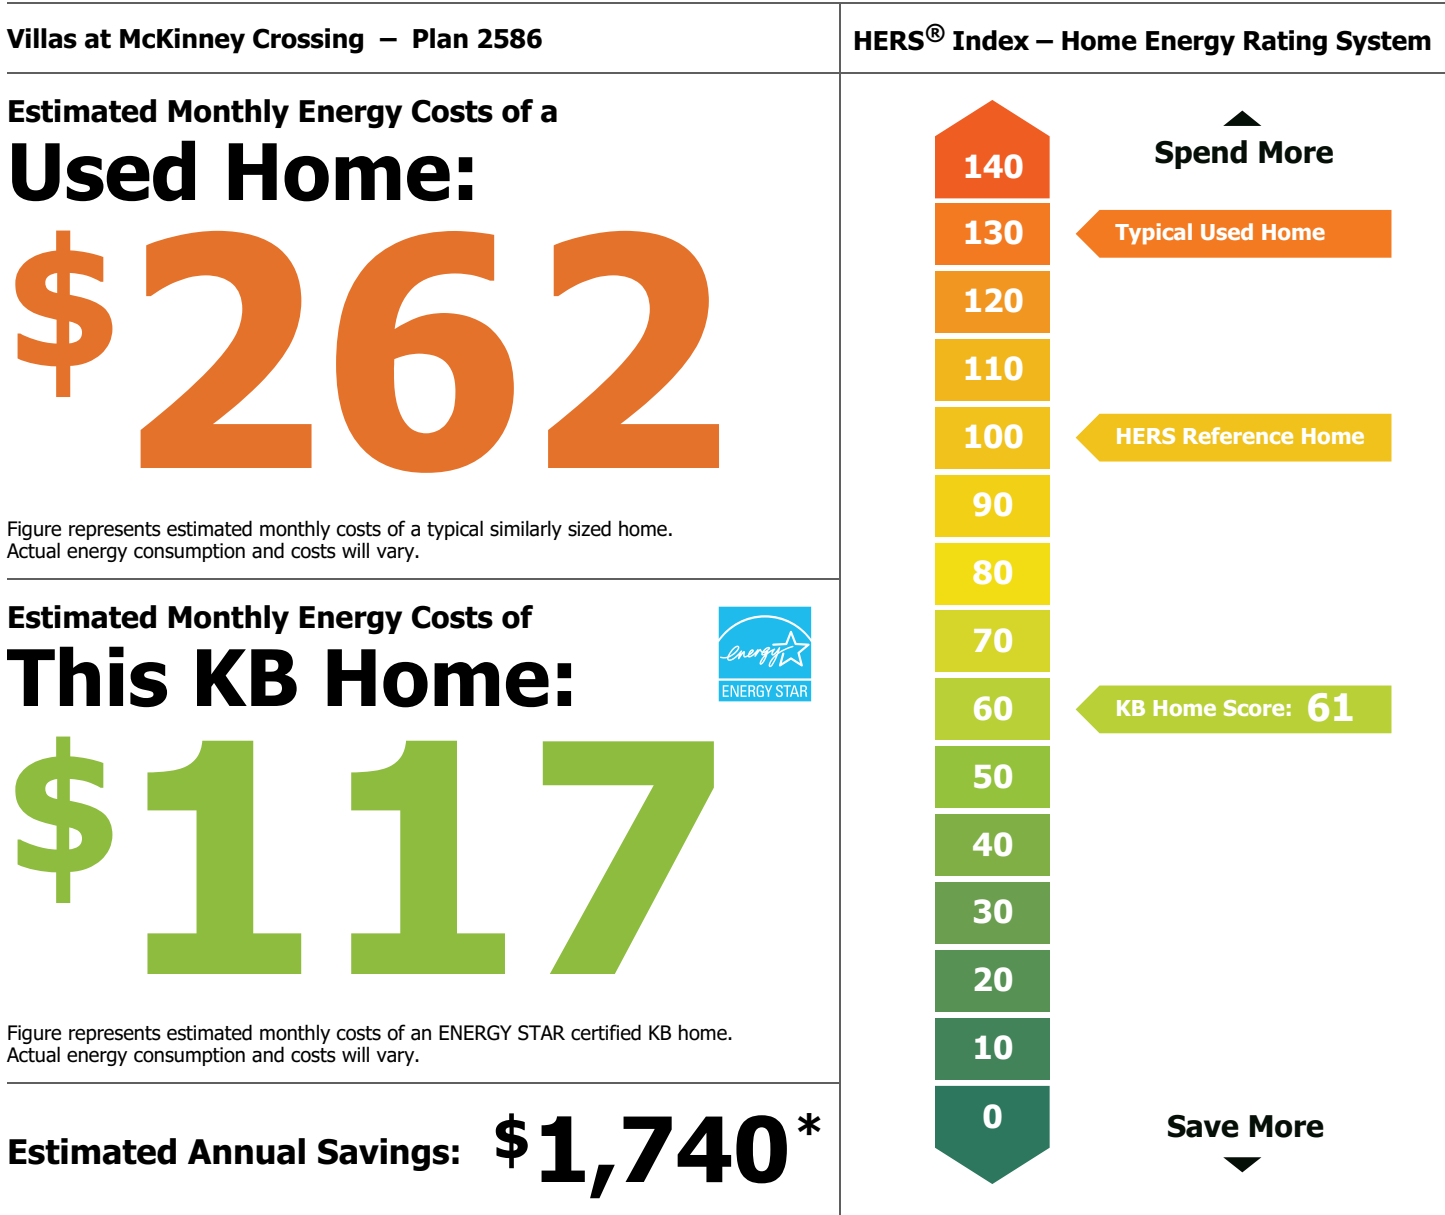 Villas at McKinney Crossing – Plan 2586
Estimated Monthly Energy Costs of a
Used Home:
$262
Figure represents estimated monthly costs of a typical similarly sized home.
Actual energy consumption and costs will vary.
Estimated Monthly Energy Costs of
This KB Home:
energy
ENERGY STAR
$117
Figure represents estimated monthly costs of an ENERGY STAR certified KB home.
Actual energy consumption and costs will vary.
Estimated Annual Savings: $1,740*
HERS® Index – Home Energy Rating System
Spend More
140
130
Typical Used Home
120
110
100
HERS Reference Home
90
80
70
60
KB Home Score: 61
50
40
30
20
10
0
Save More